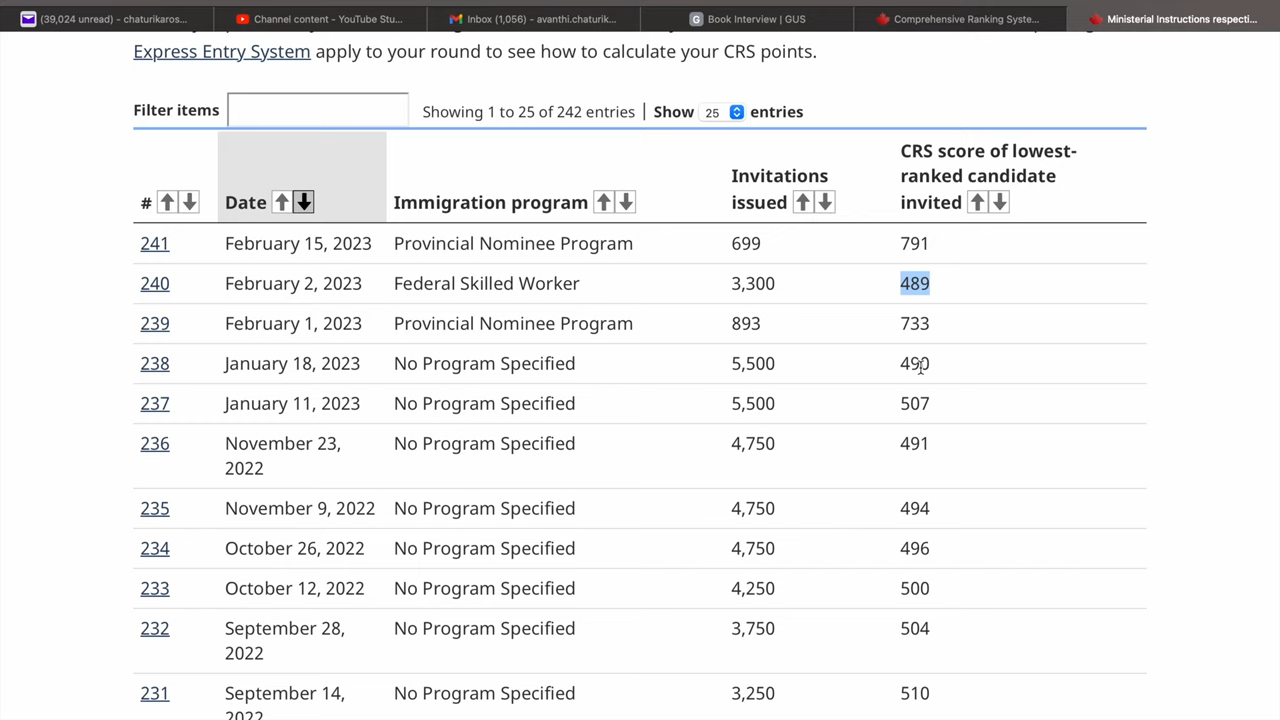 (39,024 unread) - chaturikaros...
Channel content - YouTube Stu...
Inbox (1,056) - avanthi.chaturik...
G Book Interview | GUS
Comprehensive Ranking Syste...
Ministerial Instructions respecti...
Express Entry System apply to your round to see how to calculate your CRS points.
Filter items Showing 1 to 25 of 242 entries | Show 25 entries
# Date Immigration program Invitations issued CRS score of lowest-ranked candidate invited
241 February 15, 2023 Provincial Nominee Program 699 791
240 February 2, 2023 Federal Skilled Worker 3,300 489
239 February 1, 2023 Provincial Nominee Program 893 733
238 January 18, 2023 No Program Specified 5,500 490
237 January 11, 2023 No Program Specified 5,500 507
236 November 23, 2022 No Program Specified 4,750 491
235 November 9, 2022 No Program Specified 4,750 494
234 October 26, 2022 No Program Specified 4,750 496
233 October 12, 2022 No Program Specified 4,250 500
232 September 28, 2022 No Program Specified 3,750 504
231 September 14, 2022 No Program Specified 3,250 510